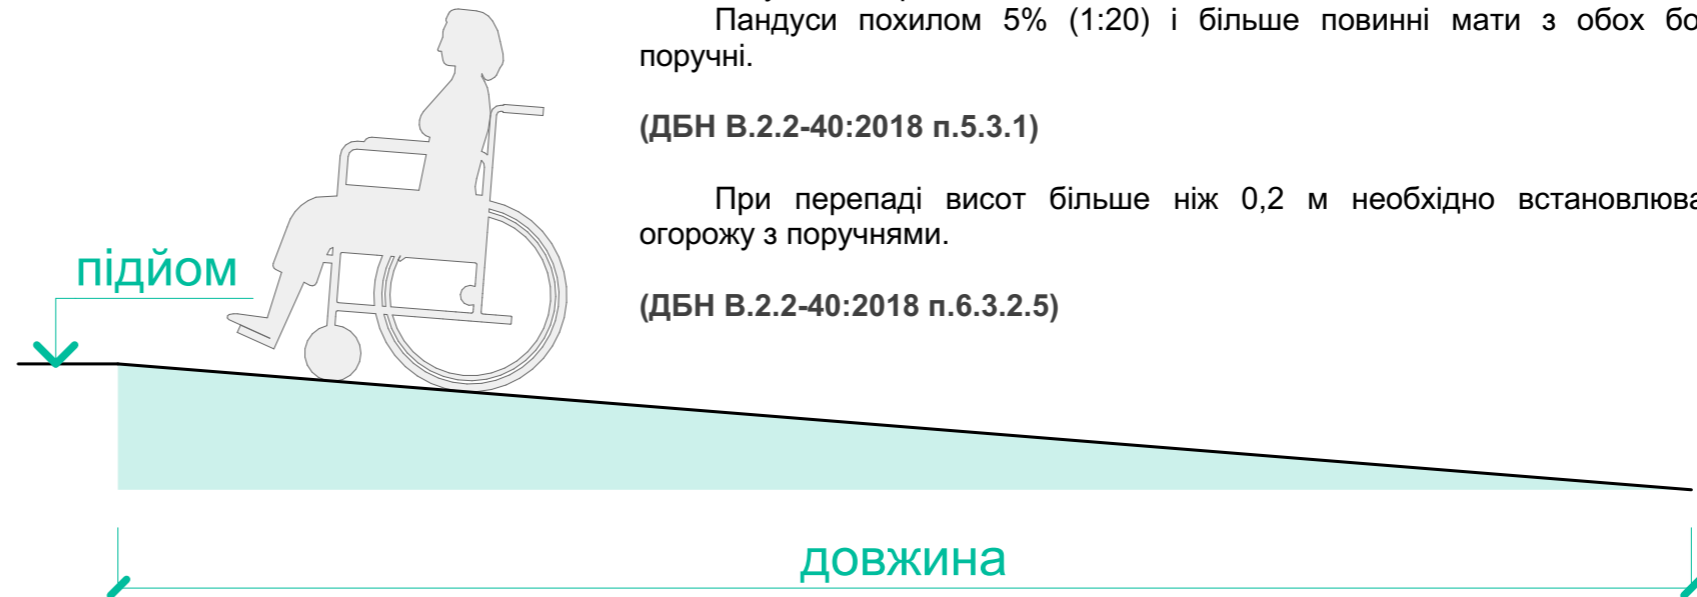 Пандуси похилом 5% (1:20) і більше повинні мати з обох
поручні.
(ДБН В.2.2-40:2018 п.5.3.1)
При перепаді висот більше ніж 0,2 м необхідно
огорожу з поручнями.
(ДБН В.2.2-40:2018 п.6.3.2.5)
підйом
довжина